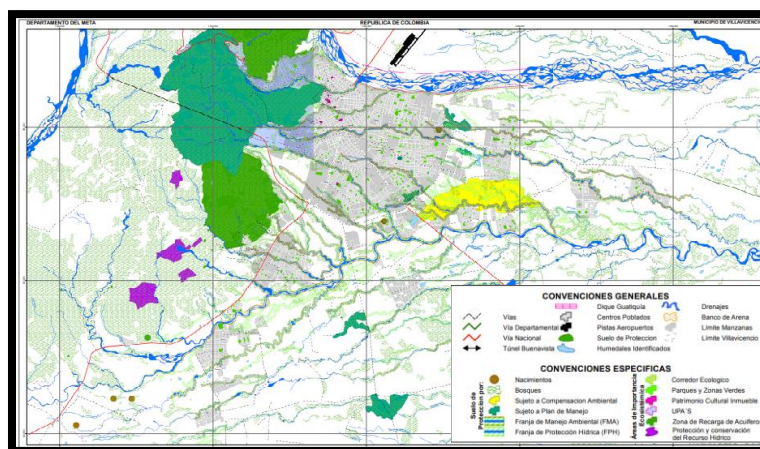 DEPARTAMENTO DEL META
REPUBLICA DE COLOMBIA
MUNICIPIO DE VILLAVICENCIO
CONVENCIONES GENERALES
Vías
Vía Departamental
Vía Nacional
Túnel Buenavista
Dique Guatiquía
Centros Poblados
Pistas Aeropuertos
Suelo de Proteccion
Humedales Identificados
Drenajes
Banco de Arena
Límite Manzanas
Límite Villavicencio
CONVENCIONES ESPECIFICAS
Suelo de
Protección por:
Nacimientos
Bosques
Sujeto a Compensacion Ambiental
Sujeto a Plan de Manejo
Franja de Manejo Ambiental (FMA)
Franja de Protección Hídrica (FPH)
Áreas de Importancia
Ecosistémica
Corredor Ecologico
Parques y Zonas Verdes
Patrimonio Cultural Inmueble
UPA´S
Zona de Recarga de Acuiferos
Protección y conservación
del Recurso Hídrico